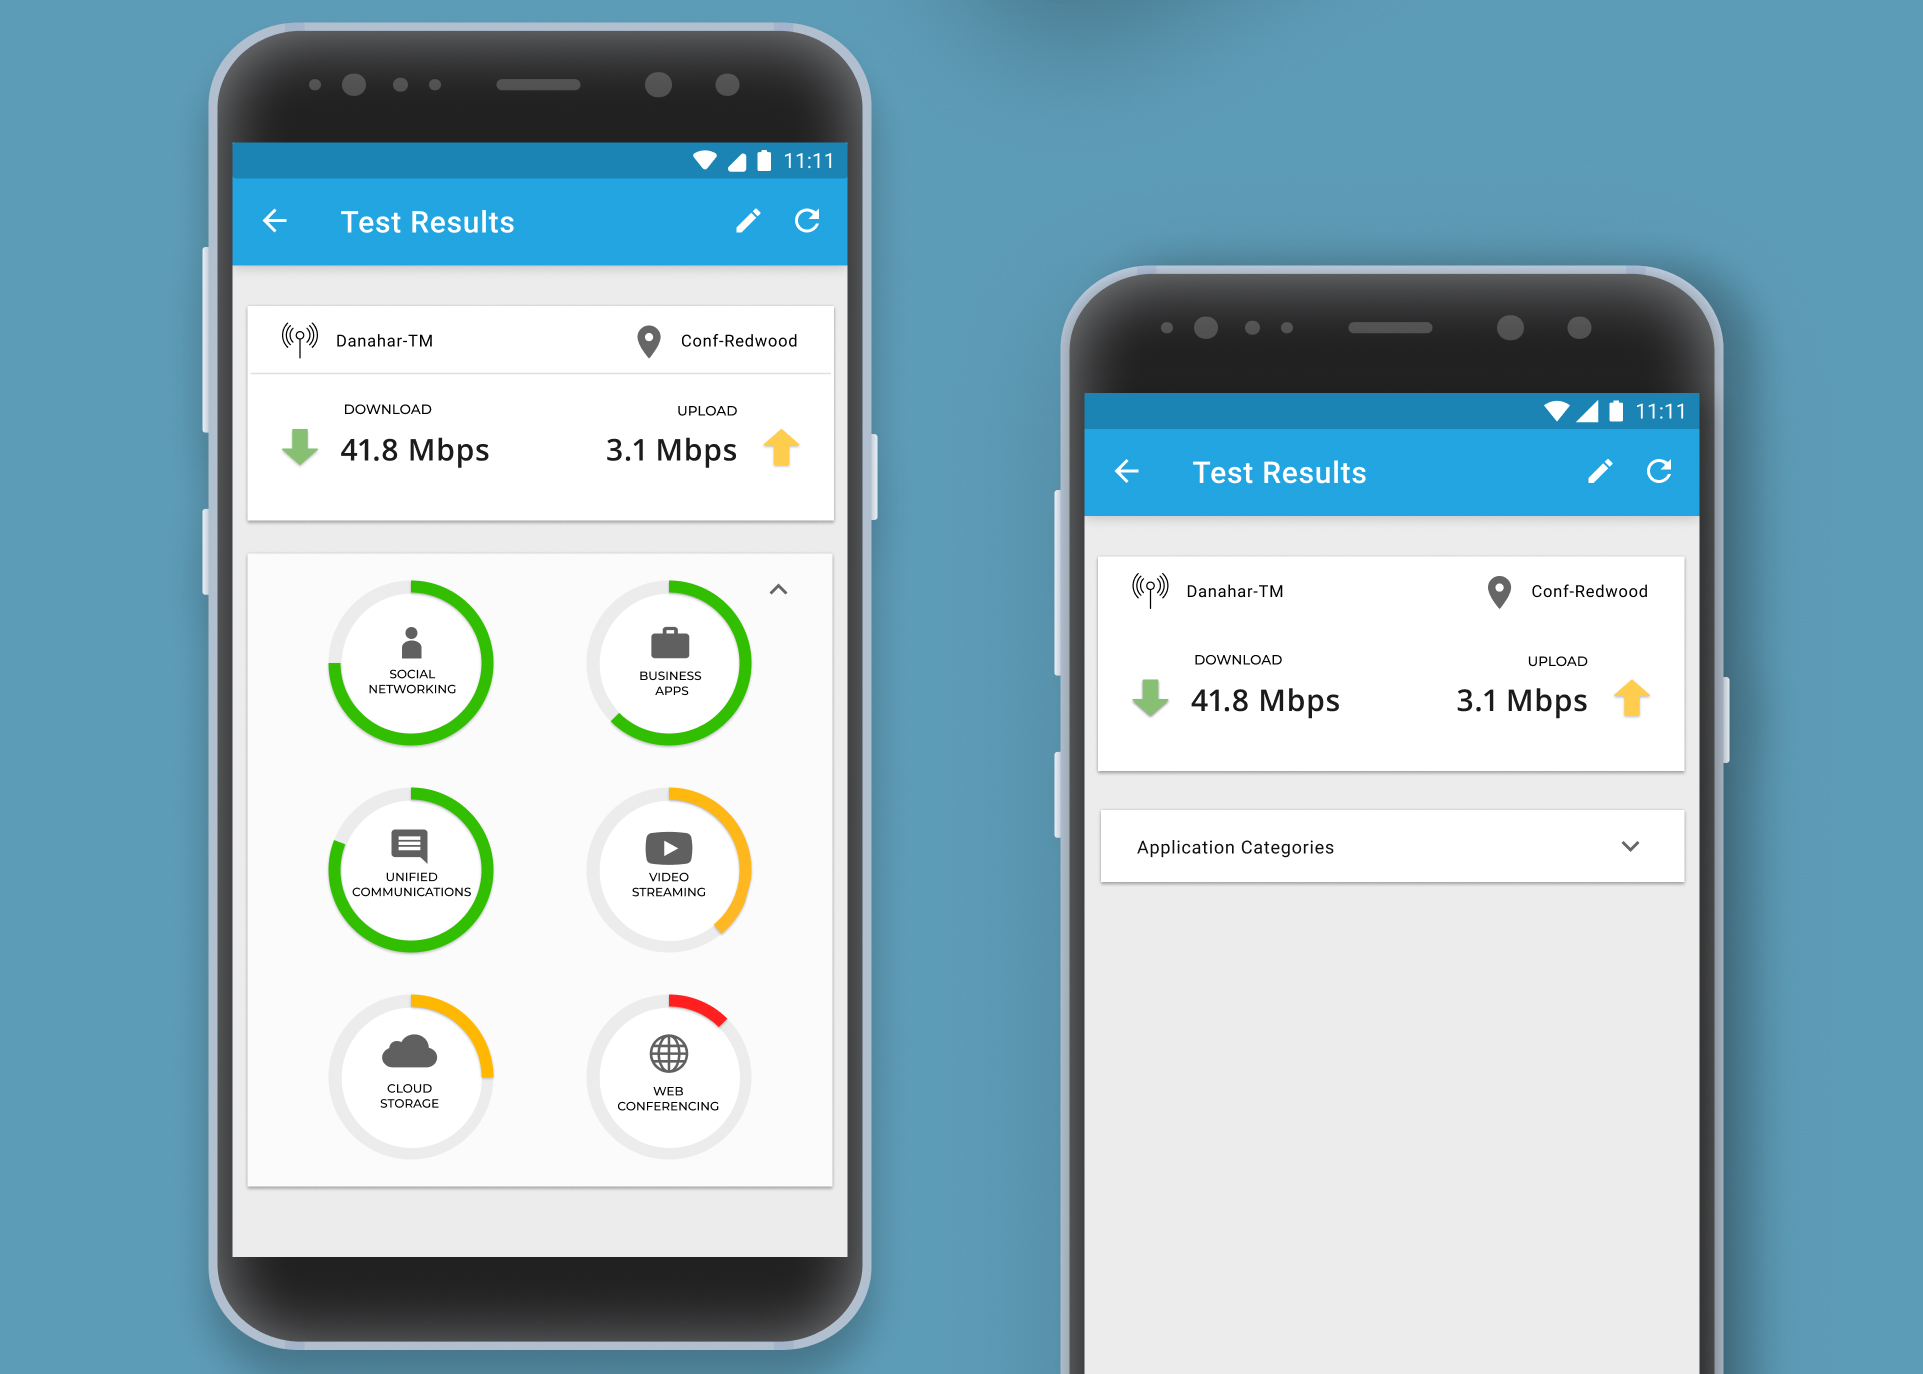 11:11
Test Results
Danahar-TM
Conf-Redwood
DOWNLOAD
UPLOAD
41.8 Mbps
3.1 Mbps
SOCIAL
NETWORKING
BUSINESS
APPS
UNIFIED
COMMUNICATIONS
VIDEO
STREAMING
CLOUD
STORAGE
WEB
CONFERENCING
11:11
Test Results
Danahar-TM
Conf-Redwood
DOWNLOAD
UPLOAD
41.8 Mbps
3.1 Mbps
Application Categories